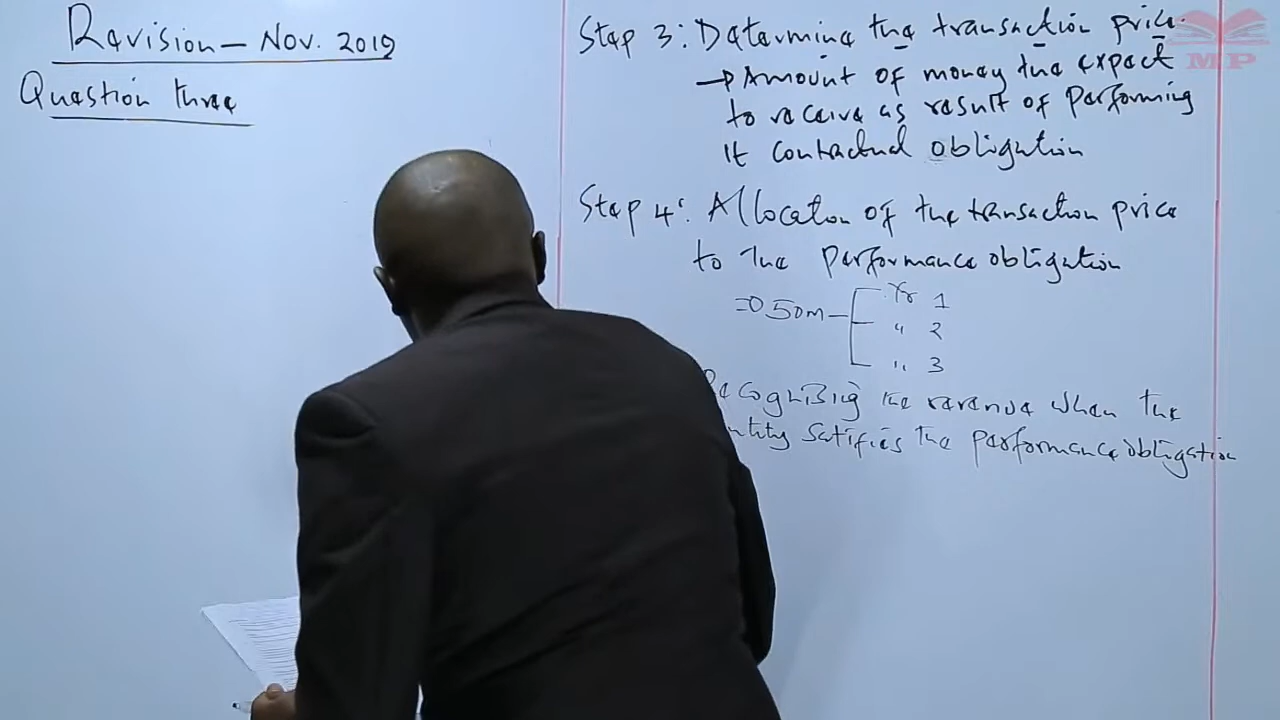 Revision – Nov. 2019
Question three
Step 3: Determine the transaction price.
→ Amount of money the expect
to receive as result of performing
it contractual obligation
Step 4: Allocation of the transaction price
to the performance obligation
=> 50m Yr 1
" 2
" 3
Recognising the revenue when the
entity satifies the performance obligation
MP